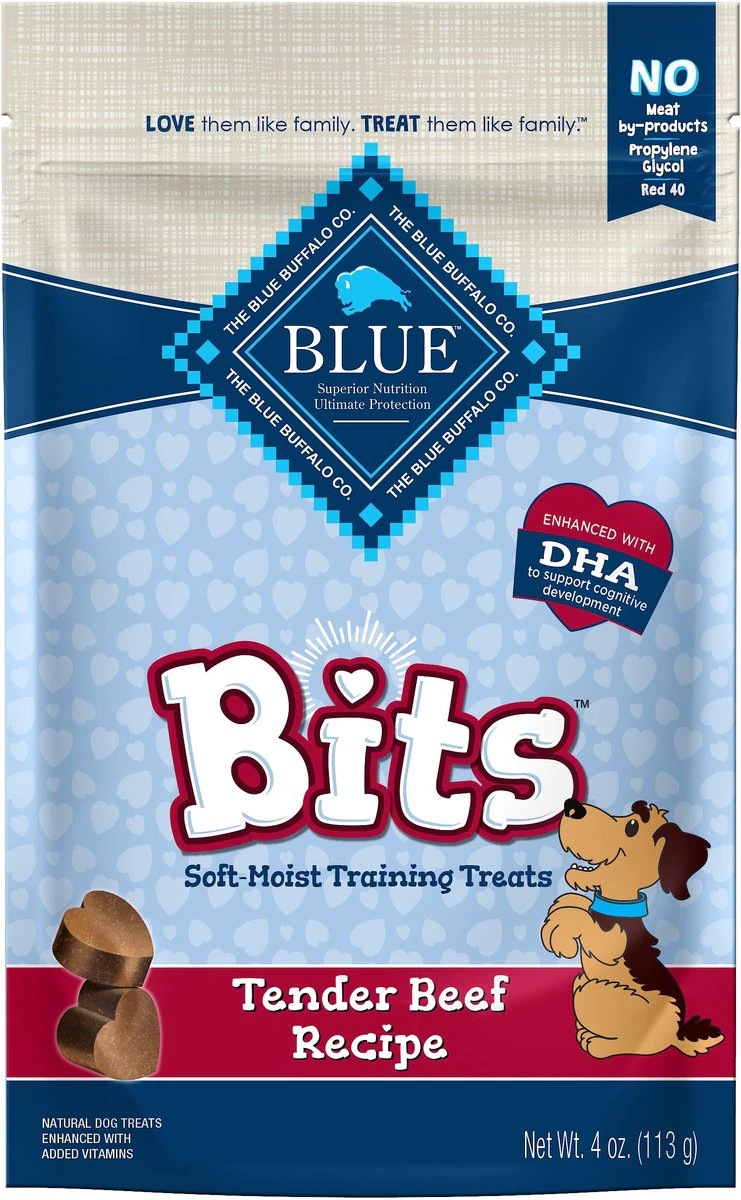 NO
Meat
by-products
Propylene
Glycol
Red 40
LOVE them like family. TREAT them like family.™
THE BLUE BUFFALO CO.
THE BLUE BUFFALO CO.
BLUE™
Superior Nutrition
Ultimate Protection
THE BLUE BUFFALO CO.
THE BLUE BUFFALO CO.
ENHANCED WITH
DHA
to support cognitive
development
Bits™
Soft-Moist Training Treats
Tender Beef
Recipe
NATURAL DOG TREATS
ENHANCED WITH
ADDED VITAMINS
Net Wt. 4 oz. (113 g)